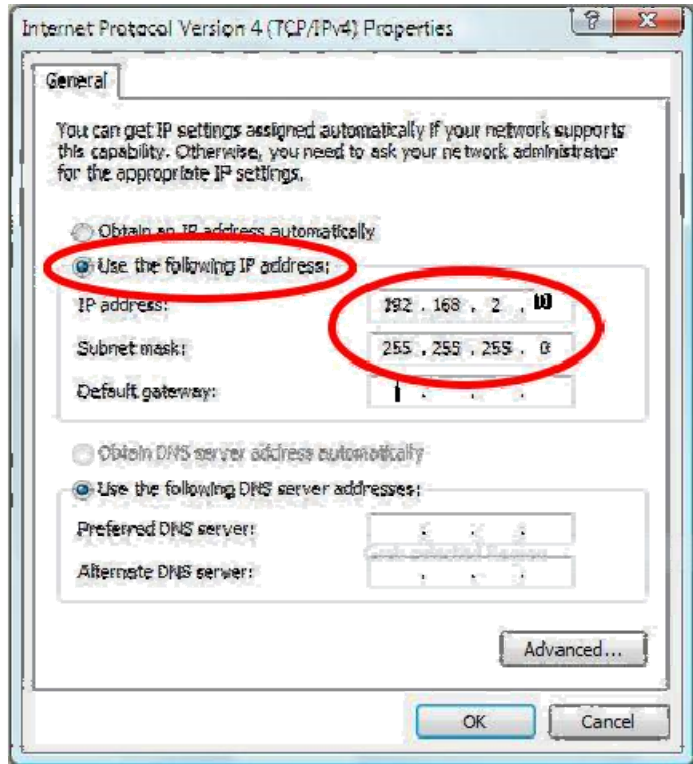 Internet Protocol Version 4 (TCP/IPv4) Properties
General
You can get IP settings assigned automatically if your network supports
this capability. Otherwise, you need to ask your network administrator
for the appropriate IP settings.
Obtain an IP address automatically
Use the following IP address:
IP address: 192 . 168 . 2 .
Subnet mask: 255 . 255 . 255 . 0
Default gateway: . . .
Obtain DNS server address automatically
Use the following DNS server addresses:
Preferred DNS server: . . .
Alternate DNS server: . . .
Advanced...
OK Cancel